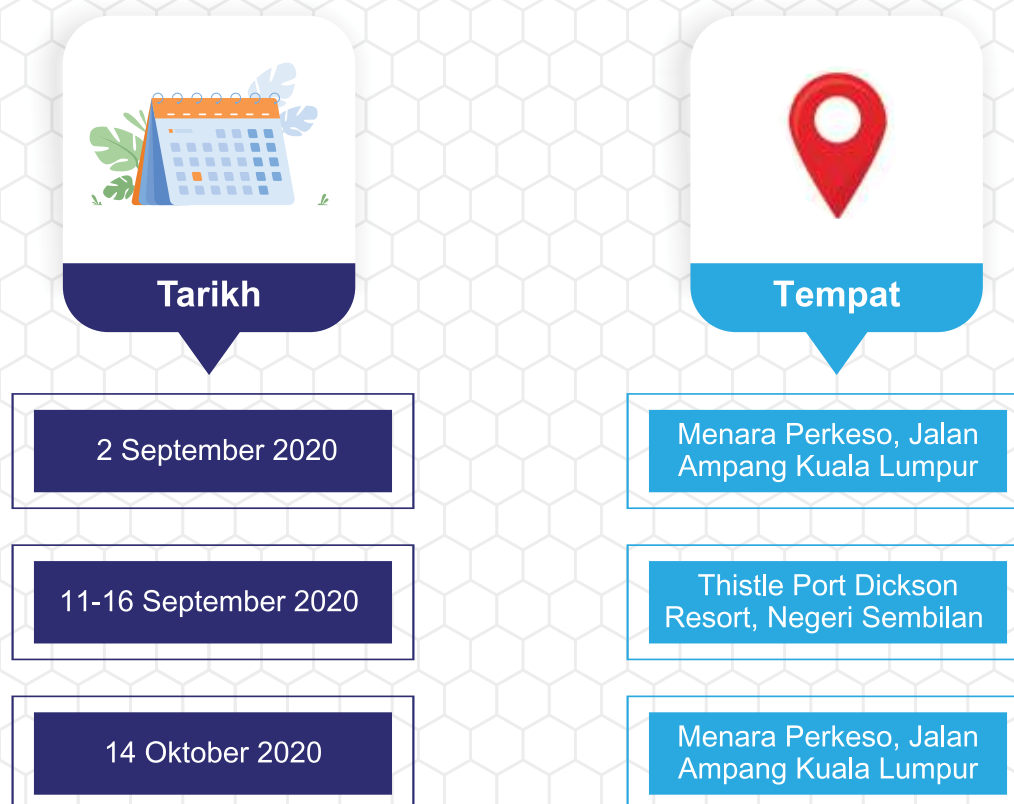 Tarikh
Tempat
2 September 2020
Menara Perkeso, Jalan
Ampang Kuala Lumpur
11-16 September 2020
Thistle Port Dickson
Resort, Negeri Sembilan
14 Oktober 2020
Menara Perkeso, Jalan
Ampang Kuala Lumpur